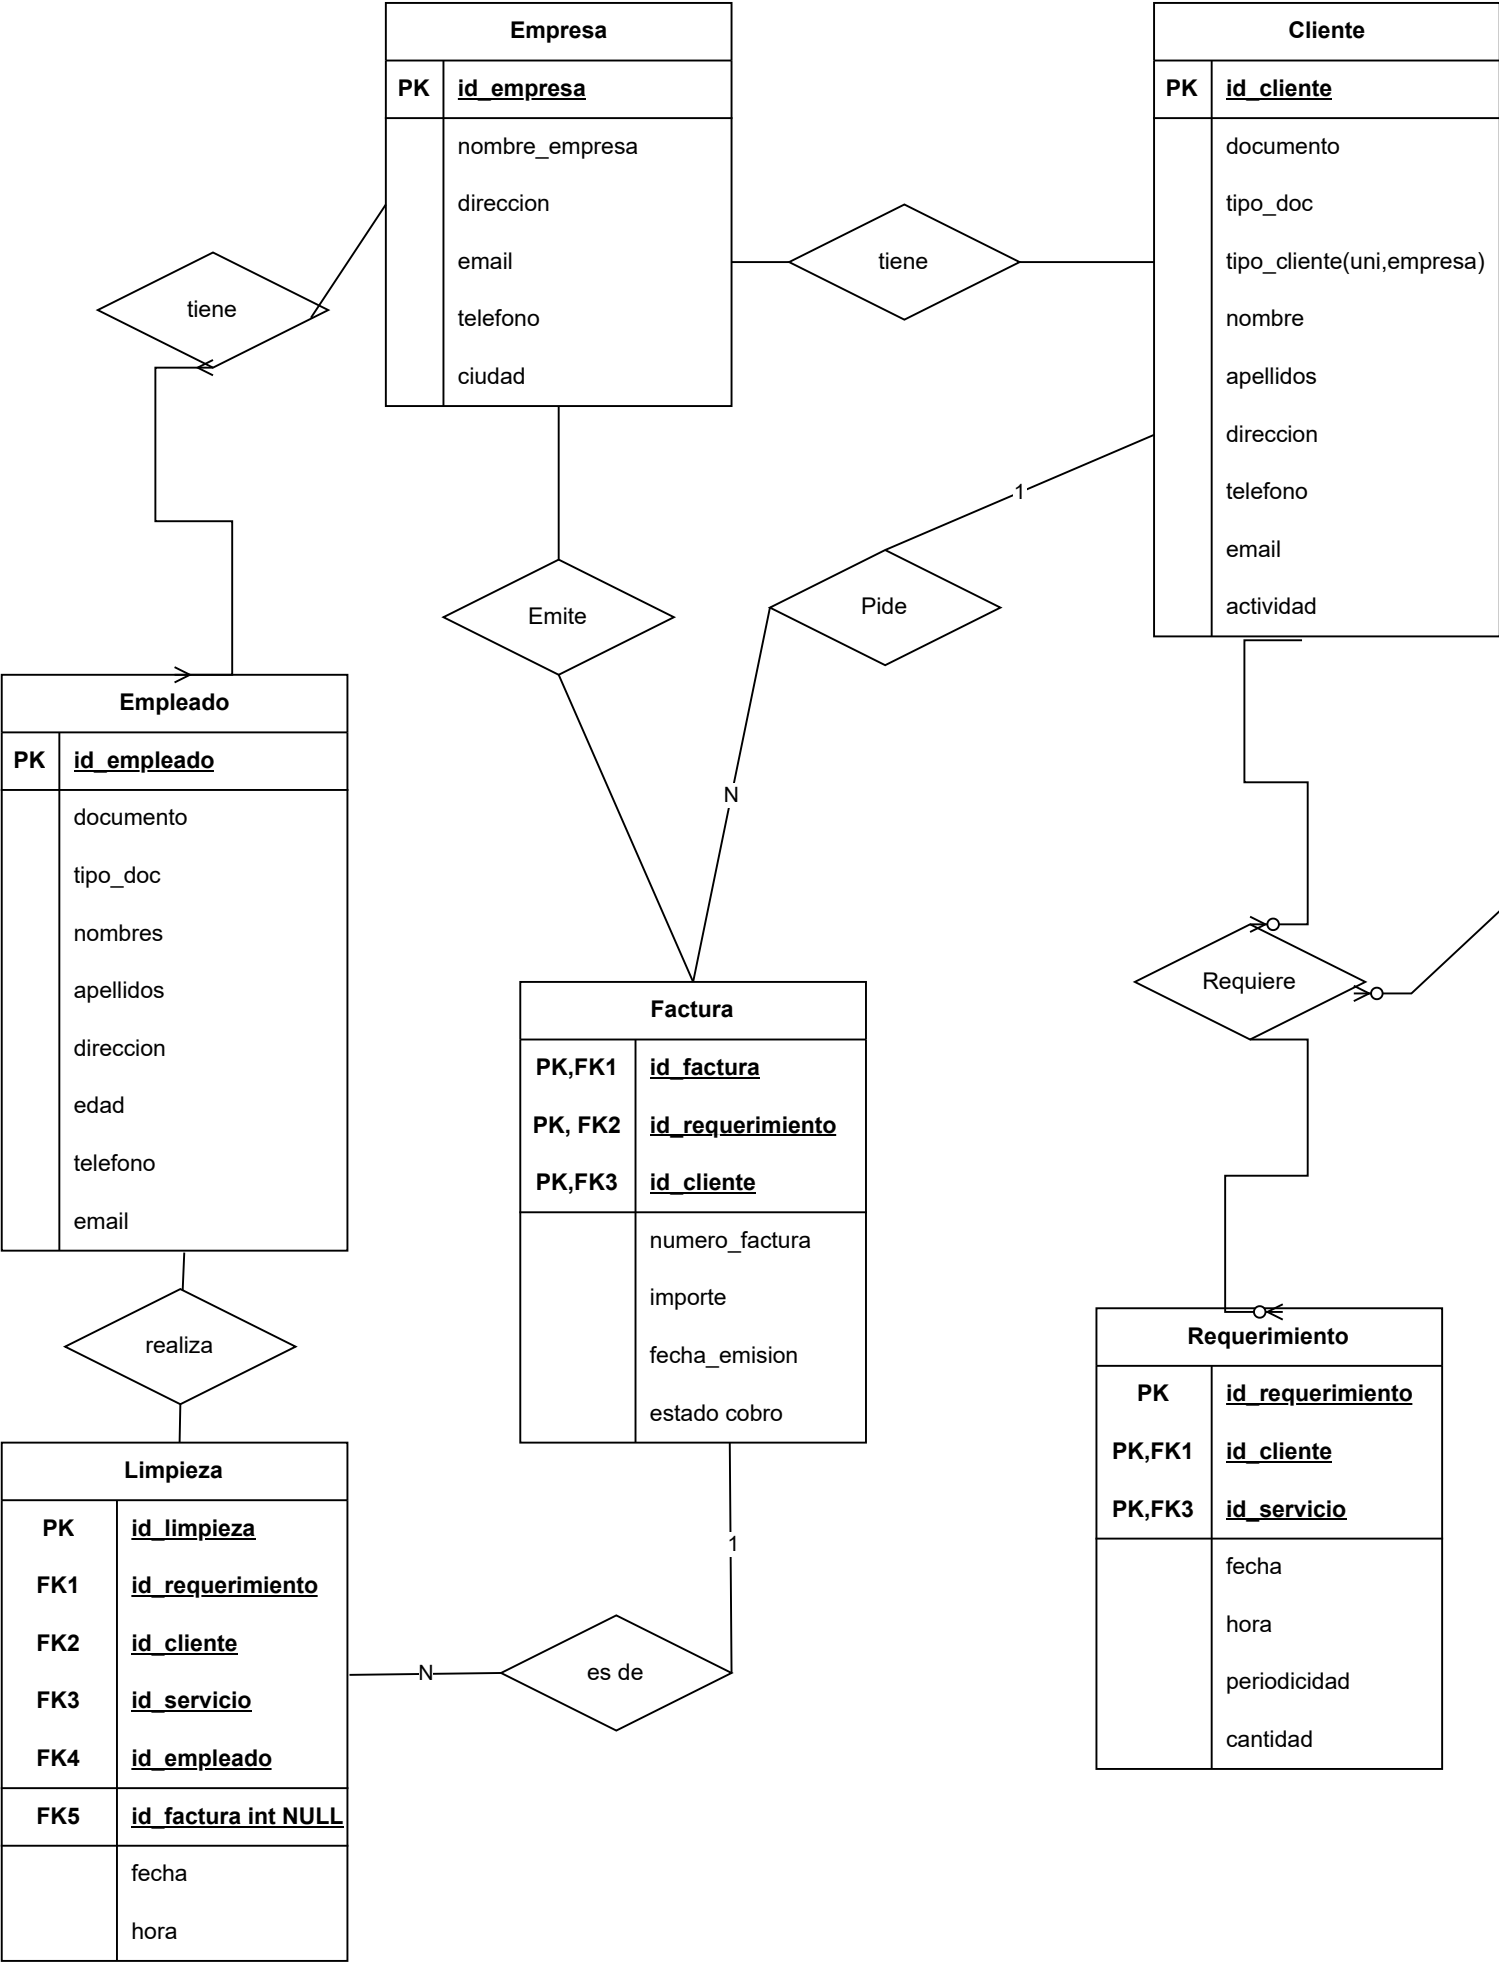 Empresa
PK id_empresa
nombre_empresa
direccion
email
telefono
ciudad
Cliente
PK id_cliente
documento
tipo_doc
tipo_cliente(uni,empresa)
nombre
apellidos
direccion
telefono
email
actividad
tiene
tiene
1
Emite
Pide
N
Empleado
PK id_empleado
documento
tipo_doc
nombres
apellidos
direccion
edad
telefono
email
Requiere
Factura
PK,FK1 id_factura
PK, FK2 id_requerimiento
PK,FK3 id_cliente
numero_factura
importe
fecha_emision
estado cobro
realiza
Requerimiento
PK id_requerimiento
PK,FK1 id_cliente
PK,FK3 id_servicio
fecha
hora
periodicidad
cantidad
Limpieza
PK id_limpieza
FK1 id_requerimiento
FK2 id_cliente
FK3 id_servicio
FK4 id_empleado
FK5 id_factura int NULL
fecha
hora
1
N
es de